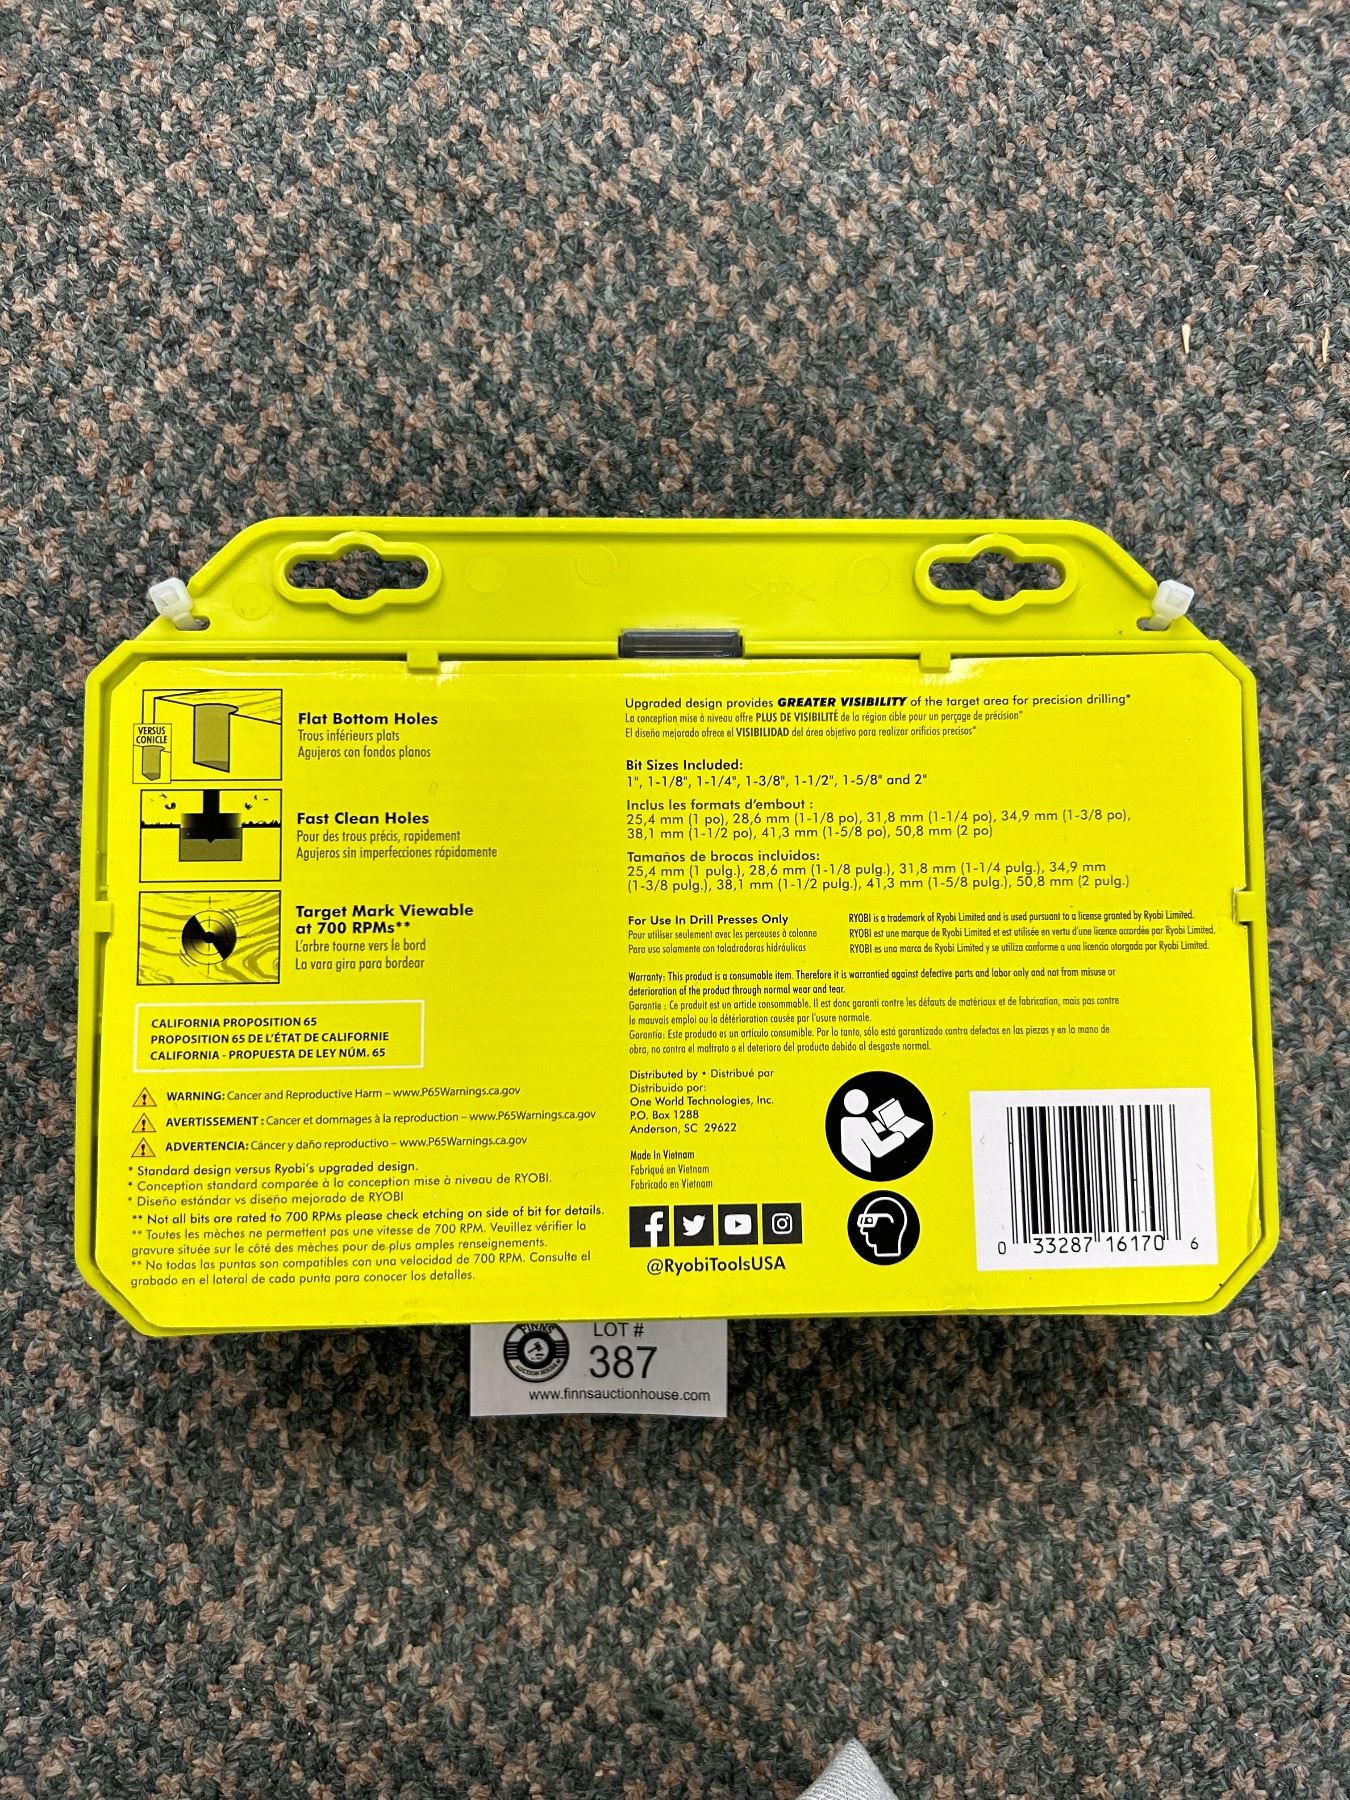 >PP<
VERSUS
CONICLE
Flat Bottom Holes
Trous inférieurs plats
Agujeros con fondos planos
Fast Clean Holes
Pour des trous précis, rapidement
Agujeros sin imperfecciones rápidamente
Target Mark Viewable
at 700 RPMs**
L'arbre tourne vers le bord
La vara gira para bordear
CALIFORNIA PROPOSITION 65
PROPOSITION 65 DE L'ÉTAT DE CALIFORNIE
CALIFORNIA - PROPUESTA DE LEY NÚM. 65
WARNING: Cancer and Reproductive Harm – www.P65Warnings.ca.gov
AVERTISSEMENT : Cancer et dommages à la reproduction – www.P65Warnings.ca.gov
ADVERTENCIA: Cáncer y daño reproductivo – www.P65Warnings.ca.gov
* Standard design versus Ryobi's upgraded design.
* Conception standard comparée à la conception mise à niveau de RYOBI.
* Diseño estándar vs diseño mejorado de RYOBI
** Not all bits are rated to 700 RPMs please check etching on side of bit for details.
** Toutes les mèches ne permettent pas une vitesse de 700 RPM. Veuillez vérifier la
gravure située sur le côté des mèches pour de plus amples renseignements.
** No todas las puntas son compatibles con una velocidad de 700 RPM. Consulte el
grabado en el lateral de cada punta para conocer los detalles.
Upgraded design provides GREATER VISIBILITY of the target area for precision drilling*
La conception mise à niveau offre PLUS DE VISIBILITÉ de la région cible pour un perçage de précision*
El diseño mejorado ofrece el VISIBILIDAD del área objetivo para realizar orificios precisos*
Bit Sizes Included:
1", 1-1/8", 1-1/4", 1-3/8", 1-1/2", 1-5/8" and 2"
Inclus les formats d'embout :
25,4 mm (1 po), 28,6 mm (1-1/8 po), 31,8 mm (1-1/4 po), 34,9 mm (1-3/8 po),
38,1 mm (1-1/2 po), 41,3 mm (1-5/8 po), 50,8 mm (2 po)
Tamaños de brocas incluidos:
25,4 mm (1 pulg.), 28,6 mm (1-1/8 pulg.), 31,8 mm (1-1/4 pulg.), 34,9 mm
(1-3/8 pulg.), 38,1 mm (1-1/2 pulg.), 41,3 mm (1-5/8 pulg.), 50,8 mm (2 pulg.)
For Use In Drill Presses Only
Pour utiliser seulement avec les perceuses à colonne
Para uso solamente con taladradoras hidráulicas
RYOBI is a trademark of Ryobi Limited and is used pursuant to a license granted by Ryobi Limited.
RYOBI est une marque de Ryobi Limited et est utilisée en vertu d'une licence accordée par Ryobi Limited.
RYOBI es una marca de Ryobi Limited y se utiliza conforme a una licencia otorgada por Ryobi Limited.
Warranty: This product is a consumable item. Therefore it is warrantied against defective parts and labor only and not from misuse or
deterioration of the product through normal wear and tear.
Garantie : Ce produit est un article consommable. Il est donc garanti contre les défauts de matériaux et de fabrication, mais pas contre
le mauvais emploi ou la détérioration causée par l'usure normale.
Garantía: Este producto es un artículo consumible. Por lo tanto, sólo está garantizado contra defectos en las piezas y en la mano de
obra, no contra el maltrato o el deterioro del producto debido al desgaste normal.
Distributed by • Distribué par
Distribuido por:
One World Technologies, Inc.
P.O. Box 1288
Anderson, SC 29622
Made In Vietnam
Fabriqué en Vietnam
Fabricado en Vietnam
@RyobiToolsUSA
0 33287 16170 6
FINNS
AUCTION HOUSE
LOT #
387
www.finnsauctionhouse.com